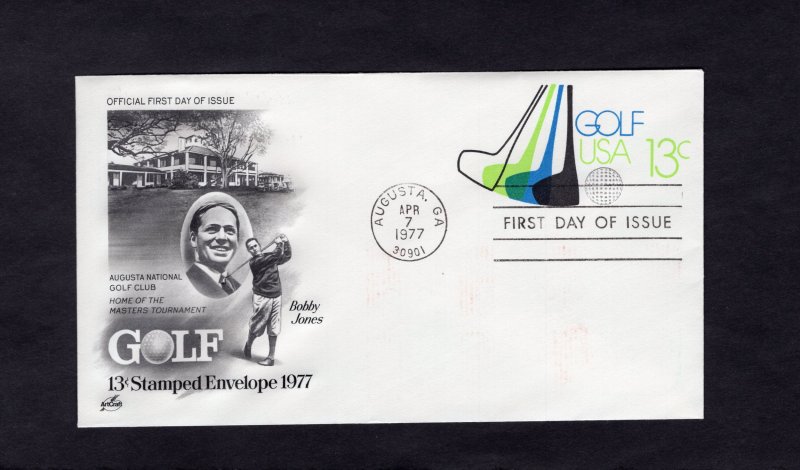 OFFICIAL FIRST DAY OF ISSUE
AUGUSTA NATIONAL
GOLF CLUB
HOME OF THE
MASTERS TOURNAMENT
Bobby
Jones
GOLF
13¢ Stamped Envelope 1977
ArtCraft
AUGUSTA, GA
APR
7
1977
30901
GOLF
USA 13c
FIRST DAY OF ISSUE